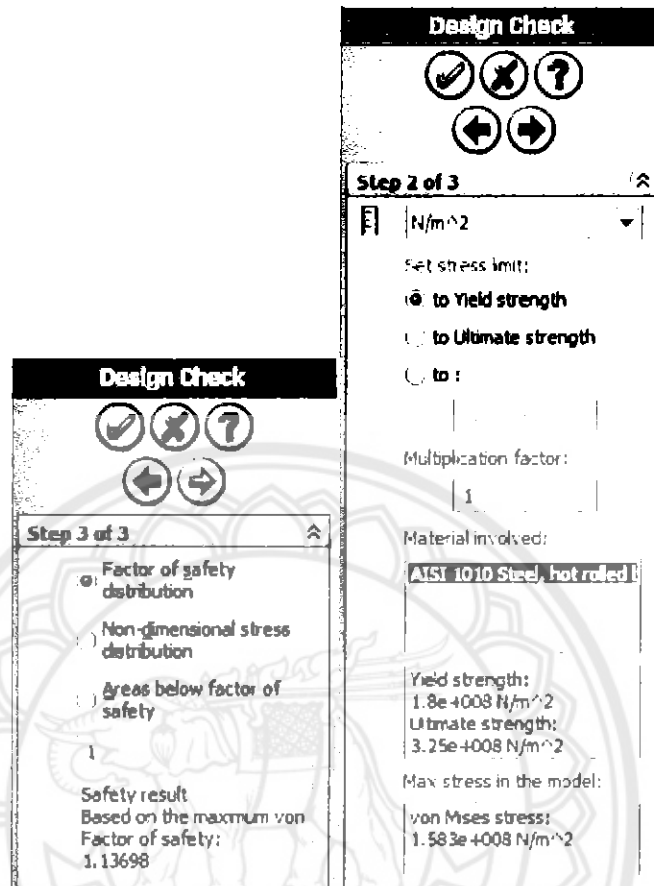 Design Check
Step 2 of 3
N/m^2
Set stress limit:
to Yield strength
to Ultimate strength
to :
Multiplication factor:
1
Material involved:
AISI 1010 Steel, hot rolled
Yield strength:
1.8e+008 N/m^2
Ultimate strength:
3.25e+008 N/m^2
Max stress in the model:
von Mises stress:
1.583e+008 N/m^2
Design Check
Step 3 of 3
Factor of safety
distribution
Non-dimensional stress
distribution
Areas below factor of
safety
1
Safety result
Based on the maxmum von
Factor of safety:
1.13698